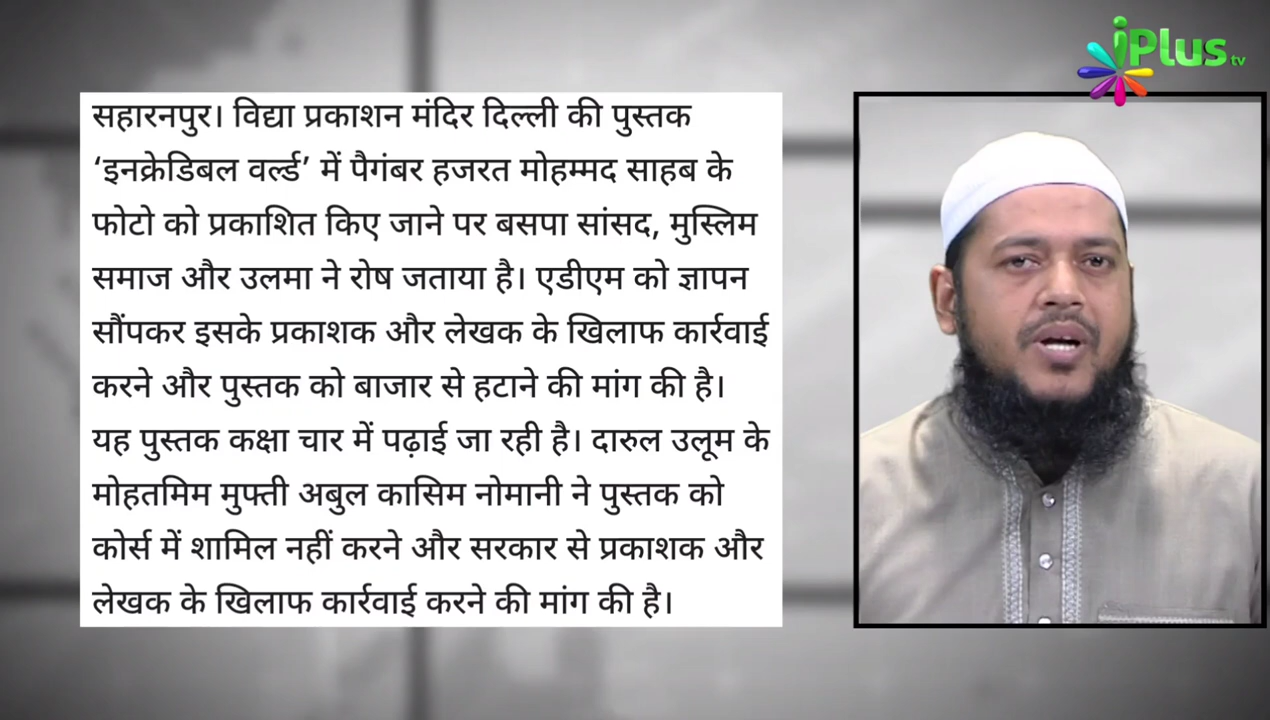 iPlus tv
सहारनपुर। विद्या प्रकाशन मंदिर दिल्ली की पुस्तक
‘इनक्रेडिबल वर्ल्ड’ में पैगंबर हजरत मोहम्मद साहब के
फोटो को प्रकाशित किए जाने पर बसपा सांसद, मुस्लिम
समाज और उलमा ने रोष जताया है। एडीएम को ज्ञापन
सौंपकर इसके प्रकाशक और लेखक के खिलाफ कार्रवाई
करने और पुस्तक को बाजार से हटाने की मांग की है।
यह पुस्तक कक्षा चार में पढ़ाई जा रही है। दारुल उलूम के
मोहतमिम मुफ्ती अबुल कासिम नोमानी ने पुस्तक को
कोर्स में शामिल नहीं करने और सरकार से प्रकाशक और
लेखक के खिलाफ कार्रवाई करने की मांग की है।